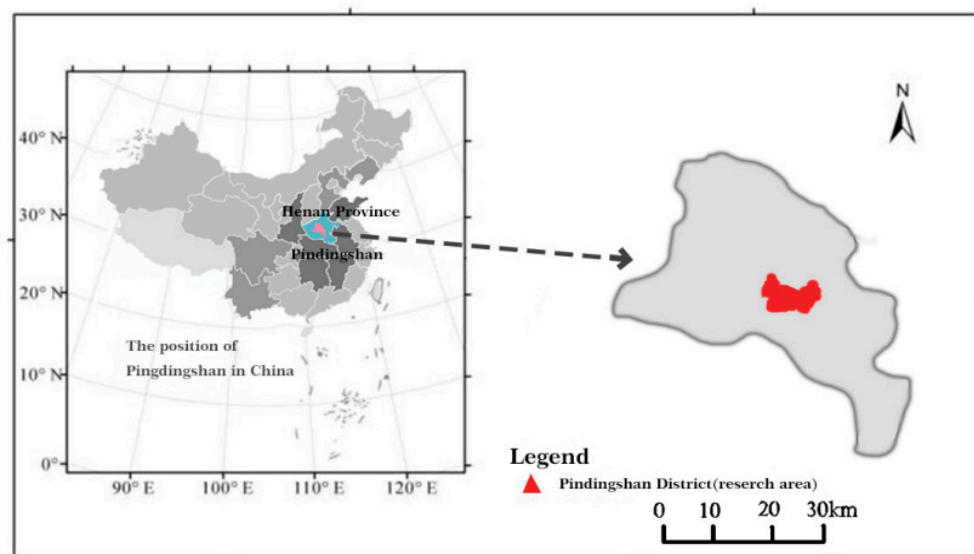 N
40° N
30° N
20° N
10° N
0°
90° E
100° E
110° E
120° E
Henan Province
Pindingshan
The position of
Pingdingshan in China
Legend
Pindingshan District(reserch area)
0 10 20 30km